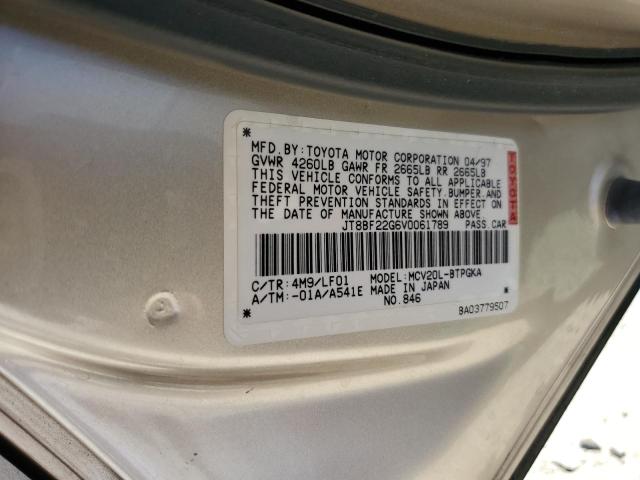 MFD. BY: TOYOTA MOTOR CORPORATION 04/97
GVWR 4260LB GAWR FR 2665LB RR 2665LB
THIS VEHICLE CONFORMS TO ALL APPLICABLE
FEDERAL MOTOR VEHICLE SAFETY, BUMPER, AND
THEFT PREVENTION STANDARDS IN EFFECT ON
THE DATE OF MANUFACTURE SHOWN ABOVE.
JT8BF22G6V0061789 PASS.CAR
TOYOTA
C/TR: 4M9/LF01 MODEL: MCV20L-BTPGKA
A/TM: -01A/A541E MADE IN JAPAN
NO.846
BA03779507